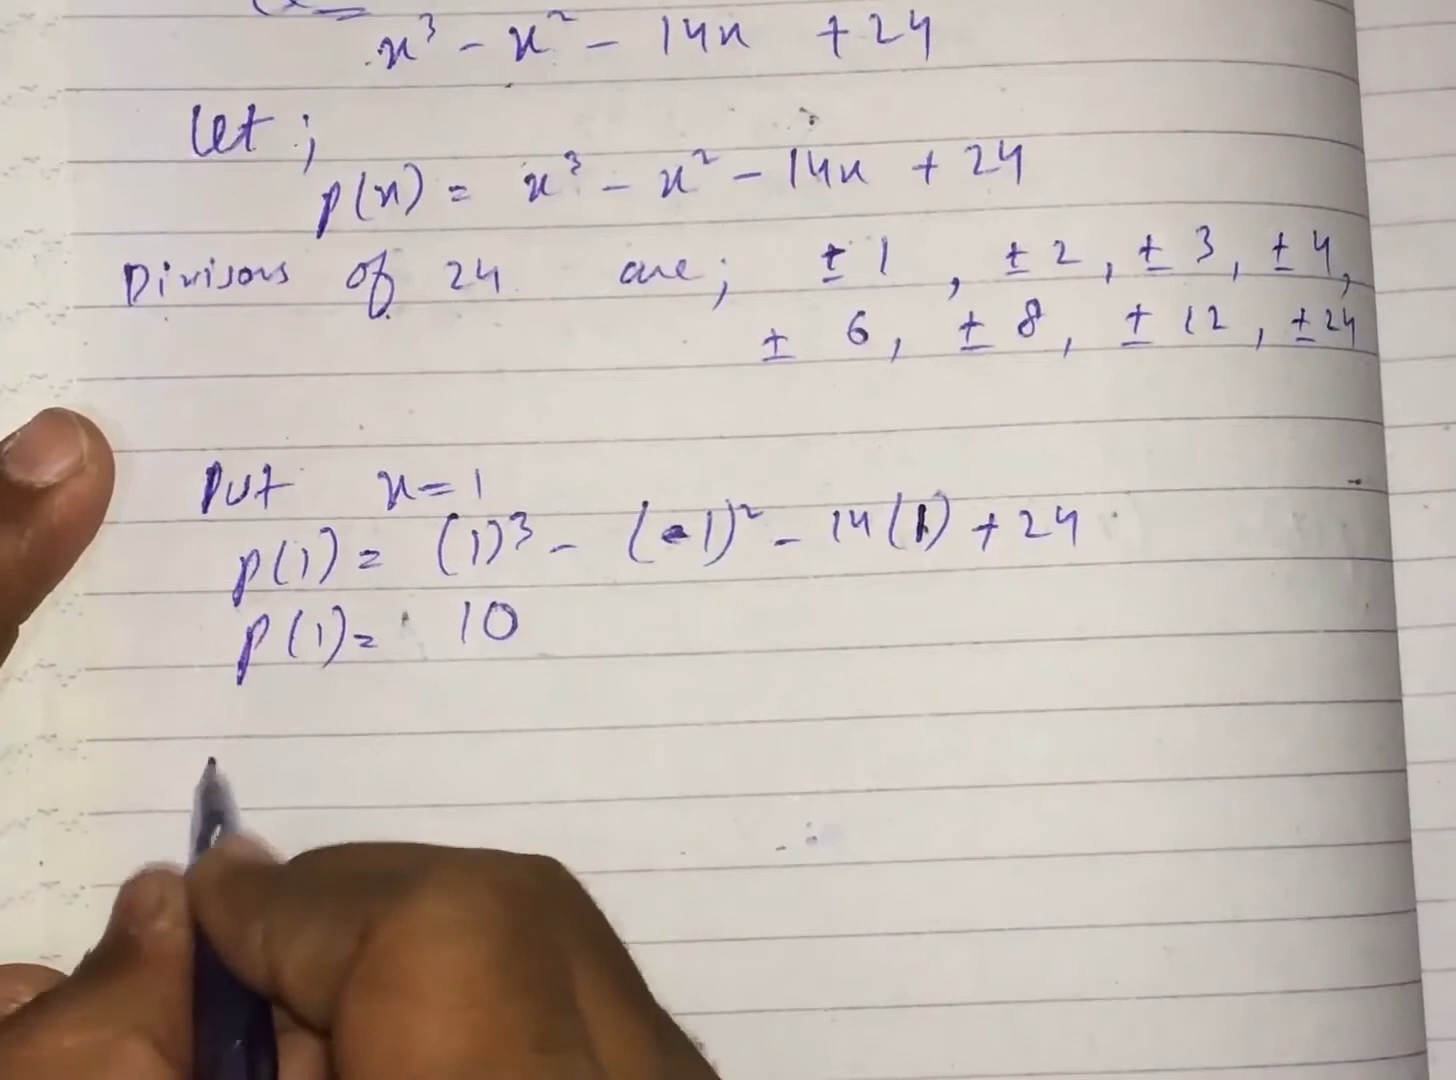 x³ - x² - 14x + 24
Let ;
p(x) = x³ - x² - 14x + 24
Divisors of 24 are; ± 1 , ± 2 , ± 3 , ± 4 ,
± 6 , ± 8 , ± 12 , ± 24
Put x = 1
p(1) = (1)³ - (-1)² - 14(1) + 24
p(1) = 10